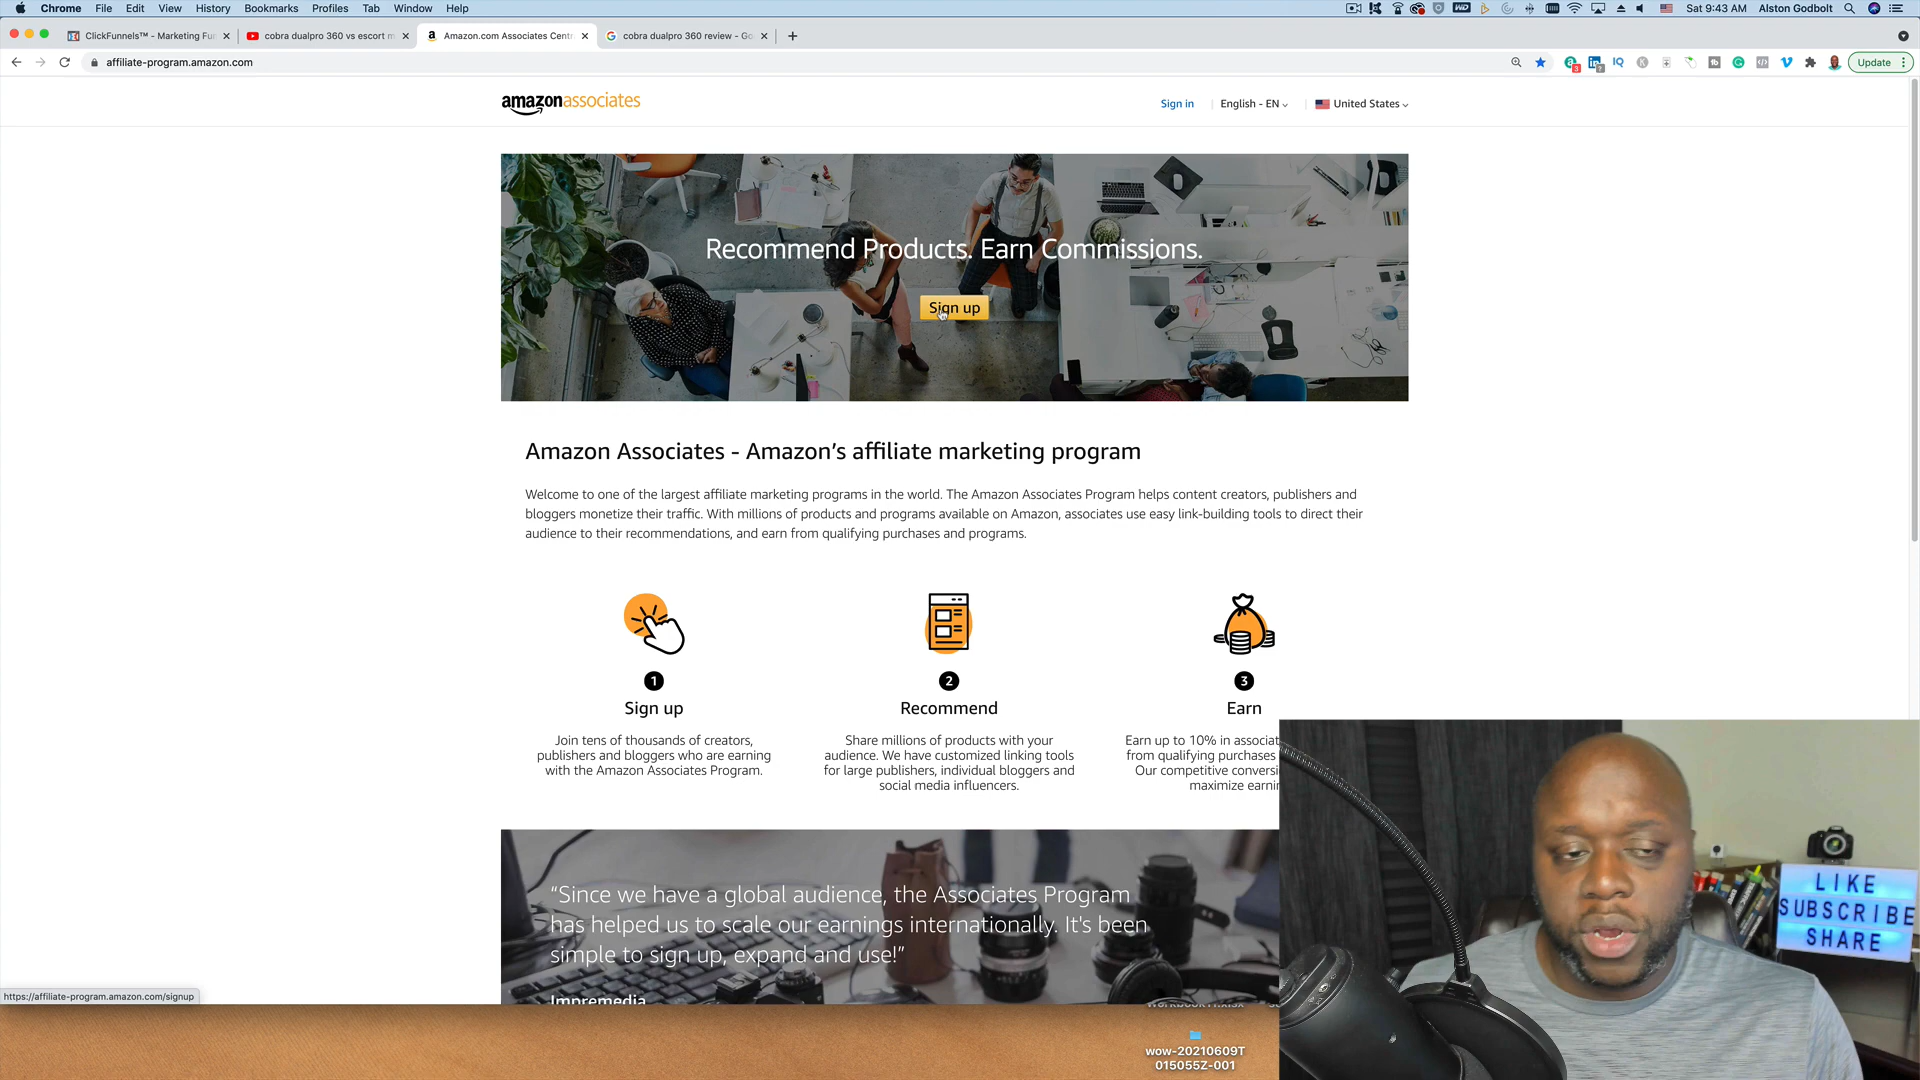 Chrome File Edit View History Bookmarks Profiles Tab Window Help
Sat 9:43 AM Alston Godbolt
ClickFunnels™ - Marketing Fu
cobra dualpro 360 vs escort m
Amazon.com Associates Cent
cobra dualpro 360 review - Go
affiliate-program.amazon.com
Update
amazonassociates
Sign in
English - EN
United States
Recommend Products. Earn Commissions.
Sign up
Amazon Associates - Amazon's affiliate marketing program
Welcome to one of the largest affiliate marketing programs in the world. The Amazon Associates Program helps content creators, publishers and
bloggers monetize their traffic. With millions of products and programs available on Amazon, associates use easy link-building tools to direct their
audience to their recommendations, and earn from qualifying purchases and programs.
1
Sign up
Join tens of thousands of creators,
publishers and bloggers who are earning
with the Amazon Associates Program.
2
Recommend
Share millions of products with your
audience. We have customized linking tools
for large publishers, individual bloggers and
social media influencers.
3
Earn
Earn up to 10% in associat
from qualifying purchases
Our competitive conversi
maximize earnin
“Since we have a global audience, the Associates Program
has helped us to scale our earnings internationally. It's been
simple to sign up, expand and use!”
Impremedia
https://affiliate-program.amazon.com/signup
wow-20210609T
015055Z-001
LIKE
SUBSCRIBE
SHARE